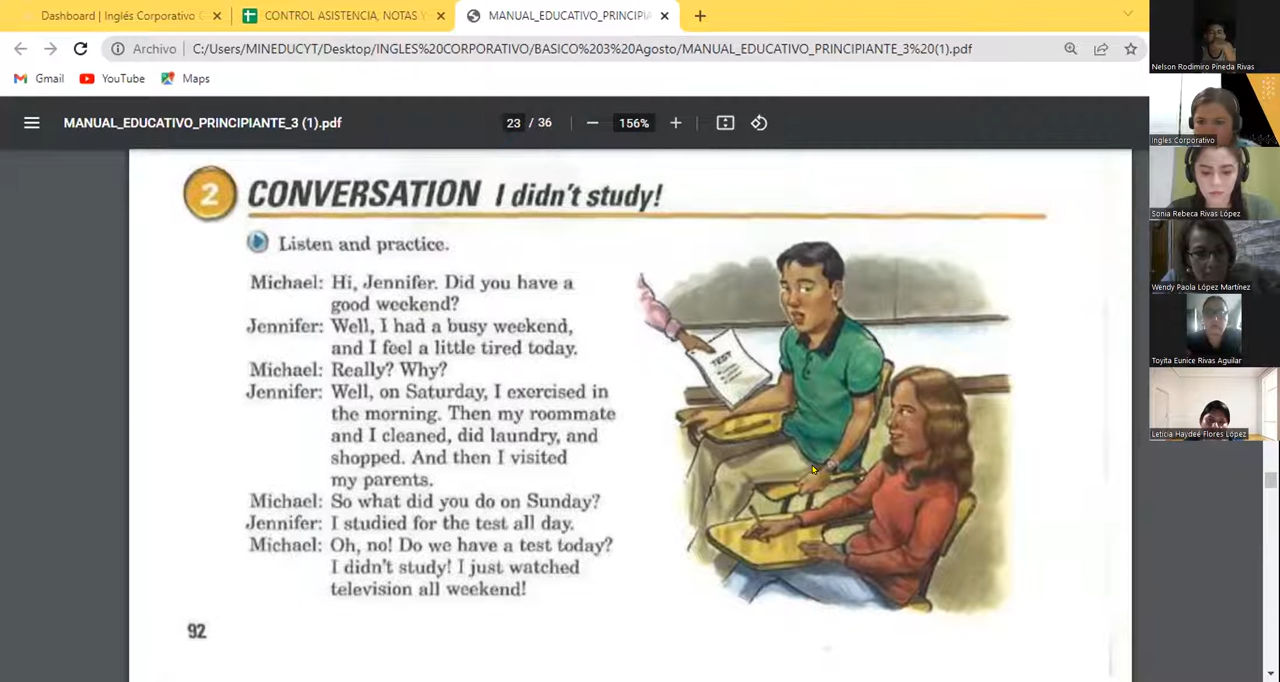 Dashboard | Inglés Corporativo
CONTROL ASISTENCIA, NOTAS Y
MANUAL_EDUCATIVO_PRINCIPIA
Archivo
C:/Users/MINEDUCYT/Desktop/INGLES%20CORPORATIVO/BASICO%203%20Agosto/MANUAL_EDUCATIVO_PRINCIPIANTE_3%20(1).pdf
Gmail
YouTube
Maps
MANUAL_EDUCATIVO_PRINCIPIANTE_3 (1).pdf
23 / 36
156%
2 CONVERSATION I didn't study!
Listen and practice.
Michael: Hi, Jennifer. Did you have a
good weekend?
Jennifer: Well, I had a busy weekend,
and I feel a little tired today.
Michael: Really? Why?
Jennifer: Well, on Saturday, I exercised in
the morning. Then my roommate
and I cleaned, did laundry, and
shopped. And then I visited
my parents.
Michael: So what did you do on Sunday?
Jennifer: I studied for the test all day.
Michael: Oh, no! Do we have a test today?
I didn't study! I just watched
television all weekend!
TEST
92
Nelson Rodimiro Pineda Rivas
Ingles Corporativo
Sonia Rebeca Rivas López
Wendy Paola López Martínez
Toyita Eunice Rivas Aguilar
Leticia Haydeé Flores López